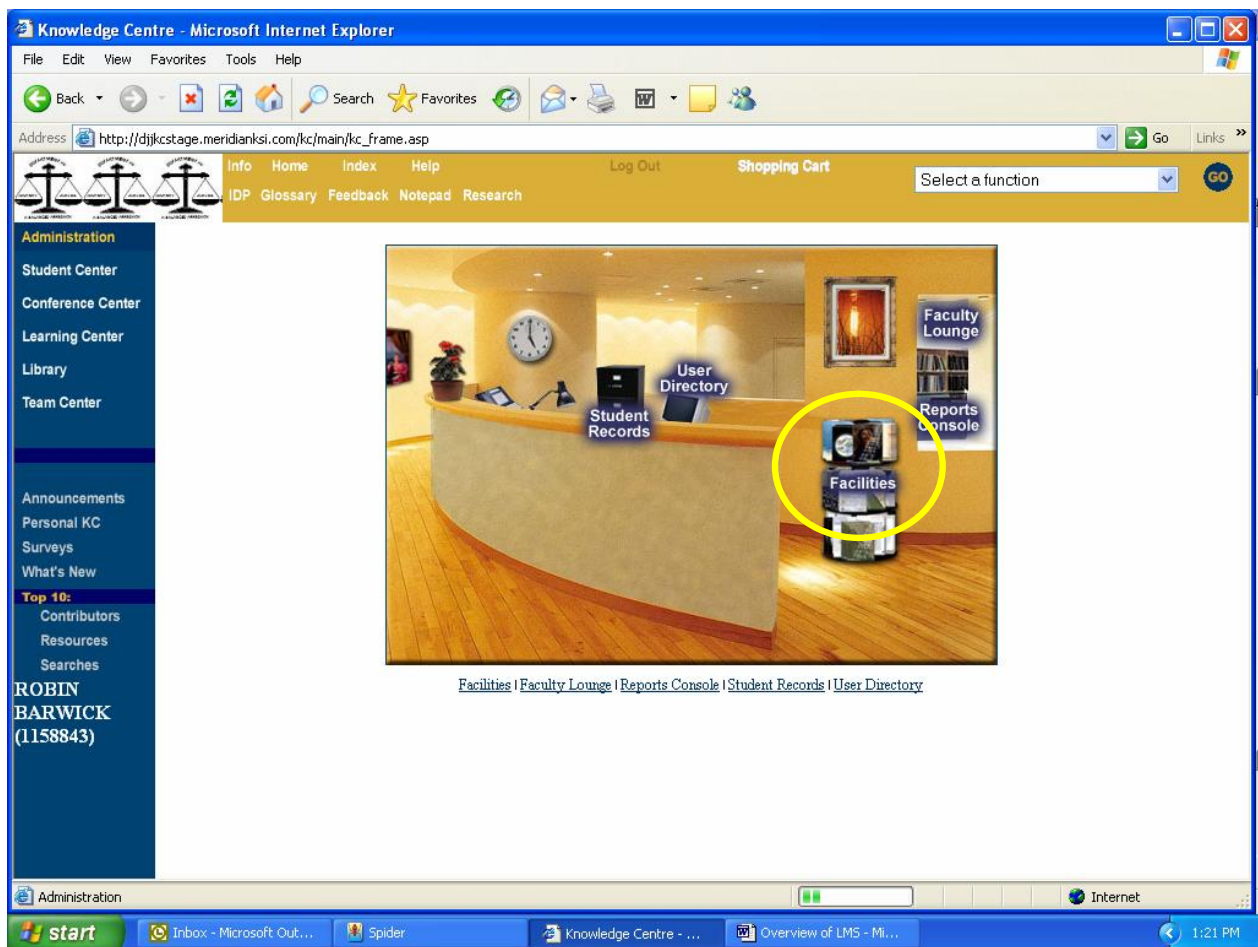 Knowledge Centre - Microsoft Internet Explorer
File Edit View Favorites Tools Help
Back Search Favorites
Address http://djjkcstage.meridianksi.com/kc/main/kc_frame.asp Go Links »
Info Home Index Help Log Out Shopping Cart
IDP Glossary Feedback Notepad Research
Select a function GO
Administration
Student Center
Conference Center
Learning Center
Library
Team Center
Announcements
Personal KC
Surveys
What's New
Top 10:
Contributors
Resources
Searches
ROBIN
BARWICK
(1158843)
Faculty
Lounge
User
Directory
Student
Records
Reports
Console
Facilities
Facilities | Faculty Lounge | Reports Console | Student Records | User Directory
Administration Internet
start Inbox - Microsoft Out... Spider Knowledge Centre - ... Overview of LMS - Mi... 1:21 PM